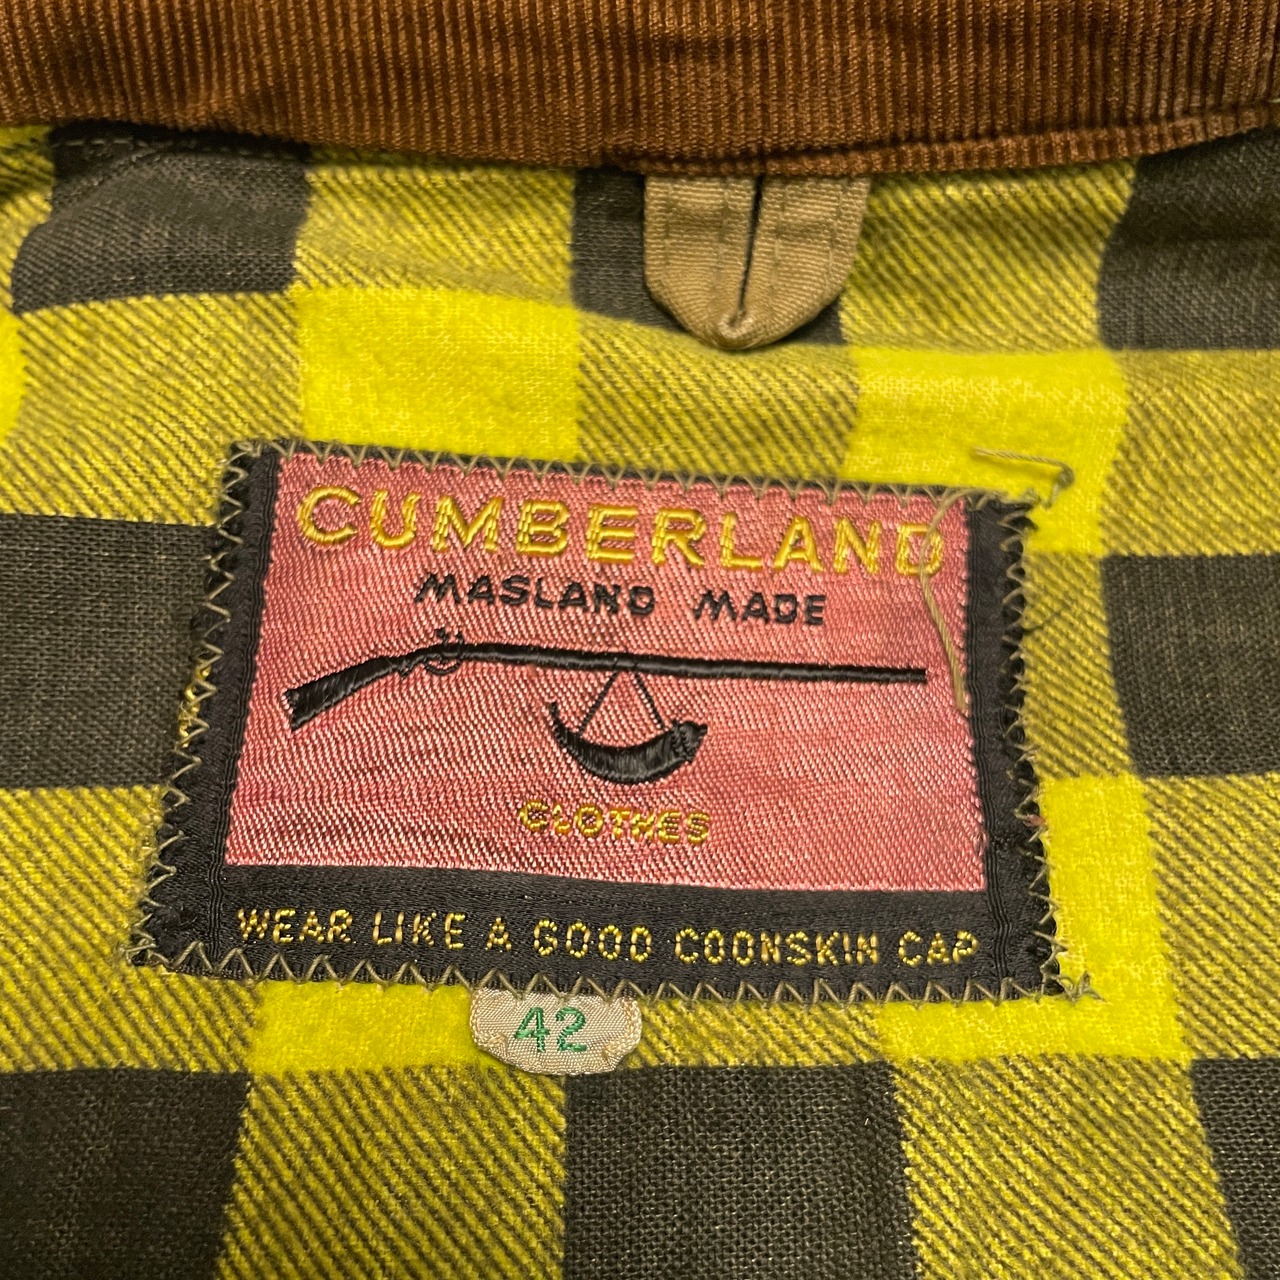 CUMBERLAND
MASLAND MADE
CLOTHES
WEAR LIKE A GOOD COONSKIN CAP
42